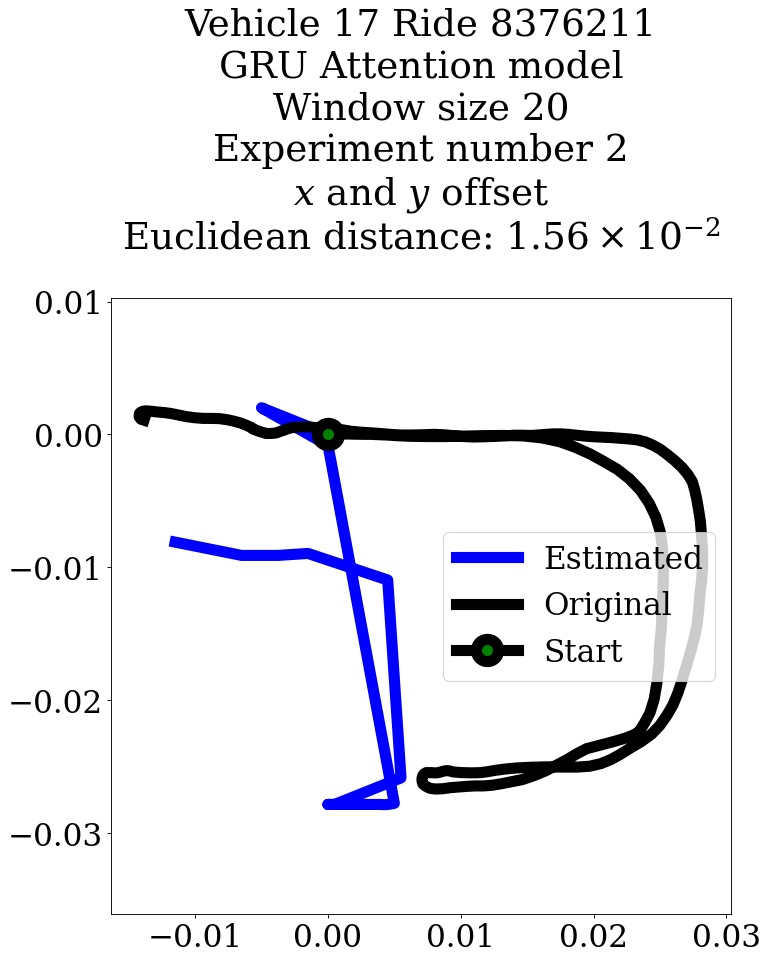 Vehicle 17 Ride 8376211
GRU Attention model
Window size 20
Experiment number 2
x and y offset
Euclidean distance: 1.56 × 10⁻²
0.01
0.00
−0.01
−0.02
−0.03
Estimated
Original
Start
−0.01 0.00 0.01 0.02 0.03